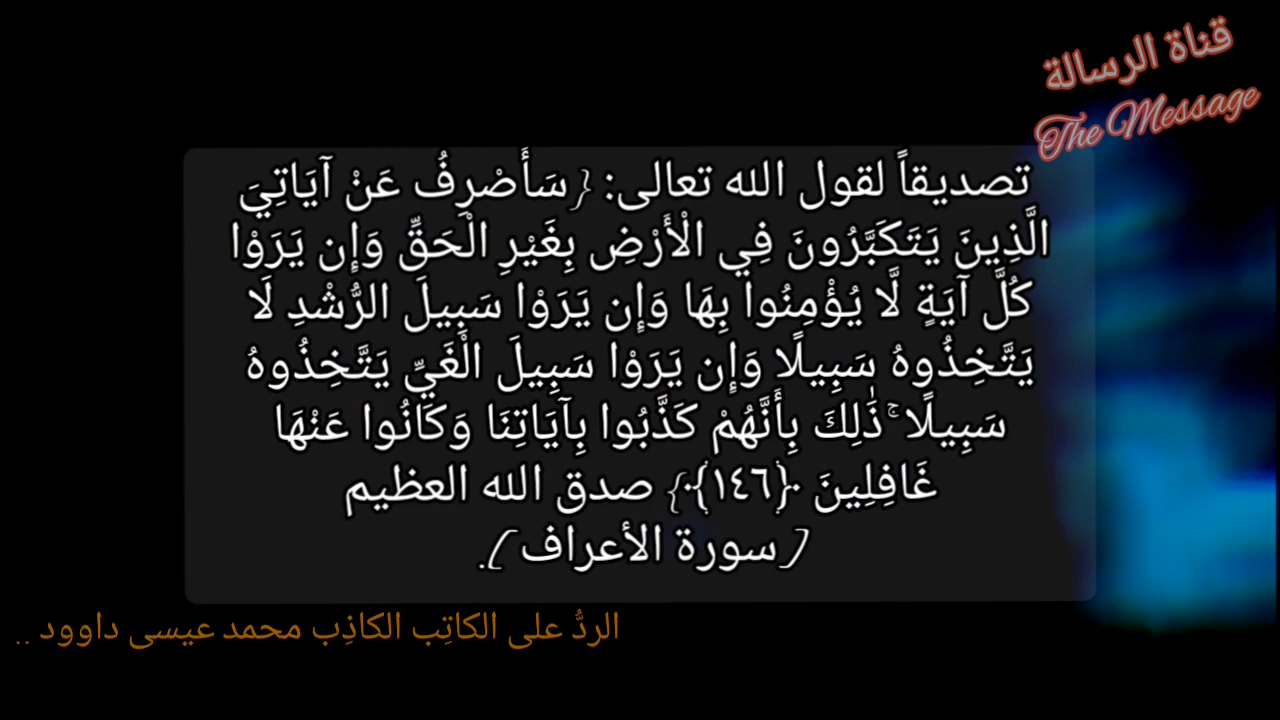 قناة الرسالة
The Message
تصديقاً لقول الله تعالى: {سَأَصْرِفُ عَنْ آيَاتِيَ
الَّذِينَ يَتَكَبَّرُونَ فِي الْأَرْضِ بِغَيْرِ الْحَقِّ وَإِن يَرَوْا
كُلَّ آيَةٍ لَّا يُؤْمِنُوا بِهَا وَإِن يَرَوْا سَبِيلَ الرُّشْدِ لَا
يَتَّخِذُوهُ سَبِيلًا وَإِن يَرَوْا سَبِيلَ الْغَيِّ يَتَّخِذُوهُ
سَبِيلًا ۚ ذَٰلِكَ بِأَنَّهُمْ كَذَّبُوا بِآيَاتِنَا وَكَانُوا عَنْهَا
غَافِلِينَ ﴿١٤٦﴾} صدق الله العظيم
[سورة الأعراف].
الردُّ على الكاتِب الكاذِب محمد عيسى داوود ..